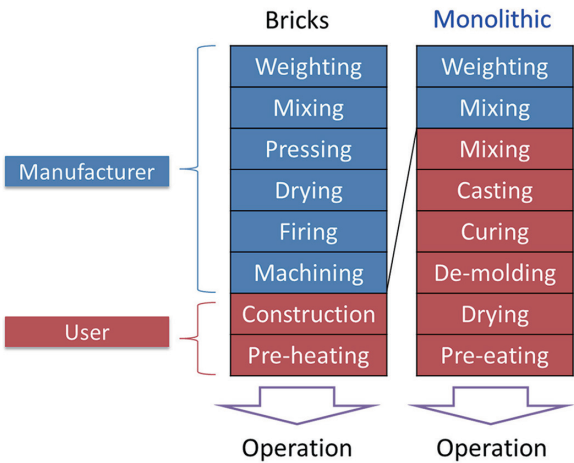 Bricks
Monolithic
Manufacturer
User
Weighting
Mixing
Pressing
Drying
Firing
Machining
Construction
Pre-heating
Operation
Weighting
Mixing
Mixing
Casting
Curing
De-molding
Drying
Pre-eating
Operation